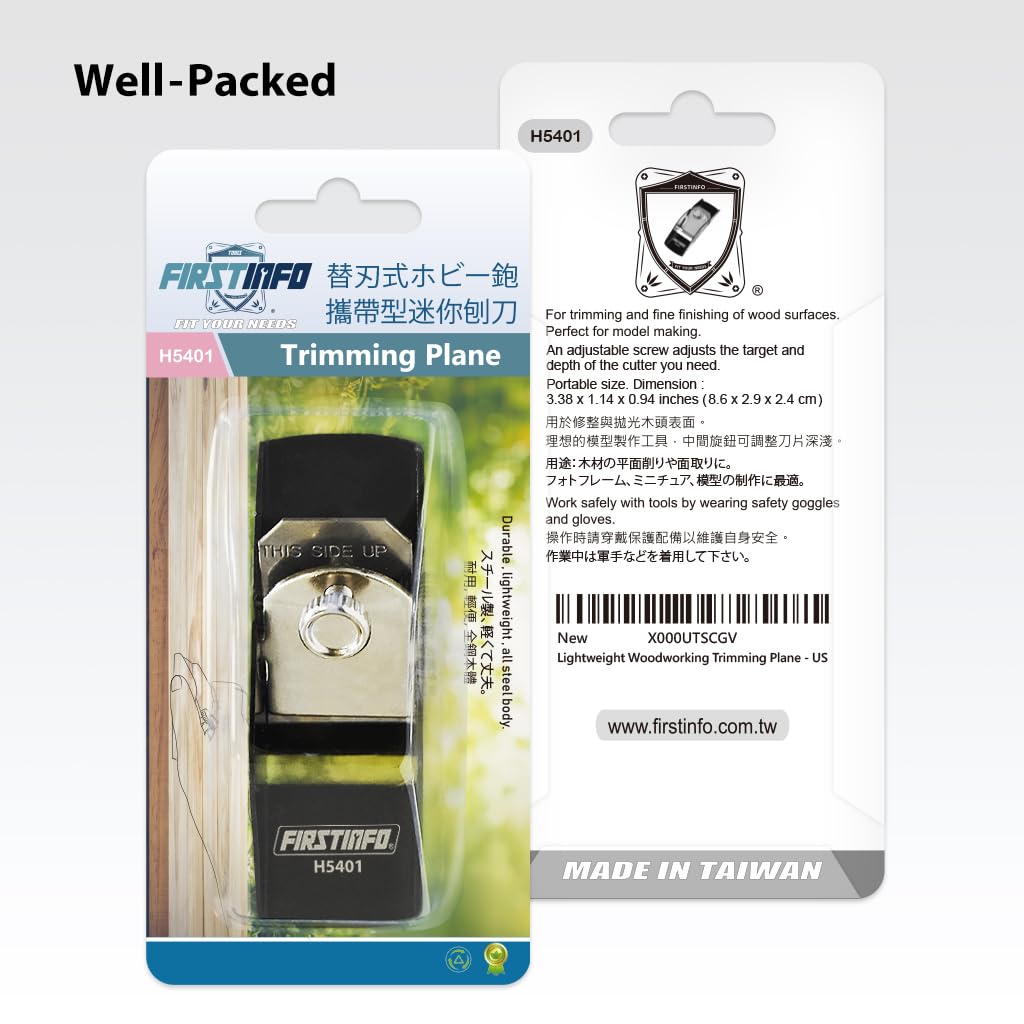 Well-Packed
TOOLS
FIRSTINFO
®
FIT YOUR NEEDS
替刃式ホビー鉋
攜帶型迷你刨刀
H5401
Trimming Plane
THIS SIDE UP
Durable , lightweight , all steel body.
スチール製、軽くて丈夫。
耐用, 輕便, 全鋼本體
FIRSTINFO®
H5401
H5401
FIRSTINFO
FIT YOUR NEEDS
®
For trimming and fine finishing of wood surfaces.
Perfect for model making.
An adjustable screw adjusts the target and
depth of the cutter you need.
Portable size. Dimension :
3.38 x 1.14 x 0.94 inches ( 8.6 x 2.9 x 2.4 cm )
用於修整與拋光木頭表面。
理想的模型製作工具，中間旋鈕可調整刀片深淺。
用途: 木材の平面削りや面取りに。
フォトフレーム、ミニチュア、模型の制作に最適。
Work safely with tools by wearing safety goggles
and gloves.
操作時請穿戴保護配備以維護自身安全。
作業中は軍手などを着用して下さい。
New X000UTSCGV
Lightweight Woodworking Trimming Plane - US
www.firstinfo.com.tw
MADE IN TAIWAN